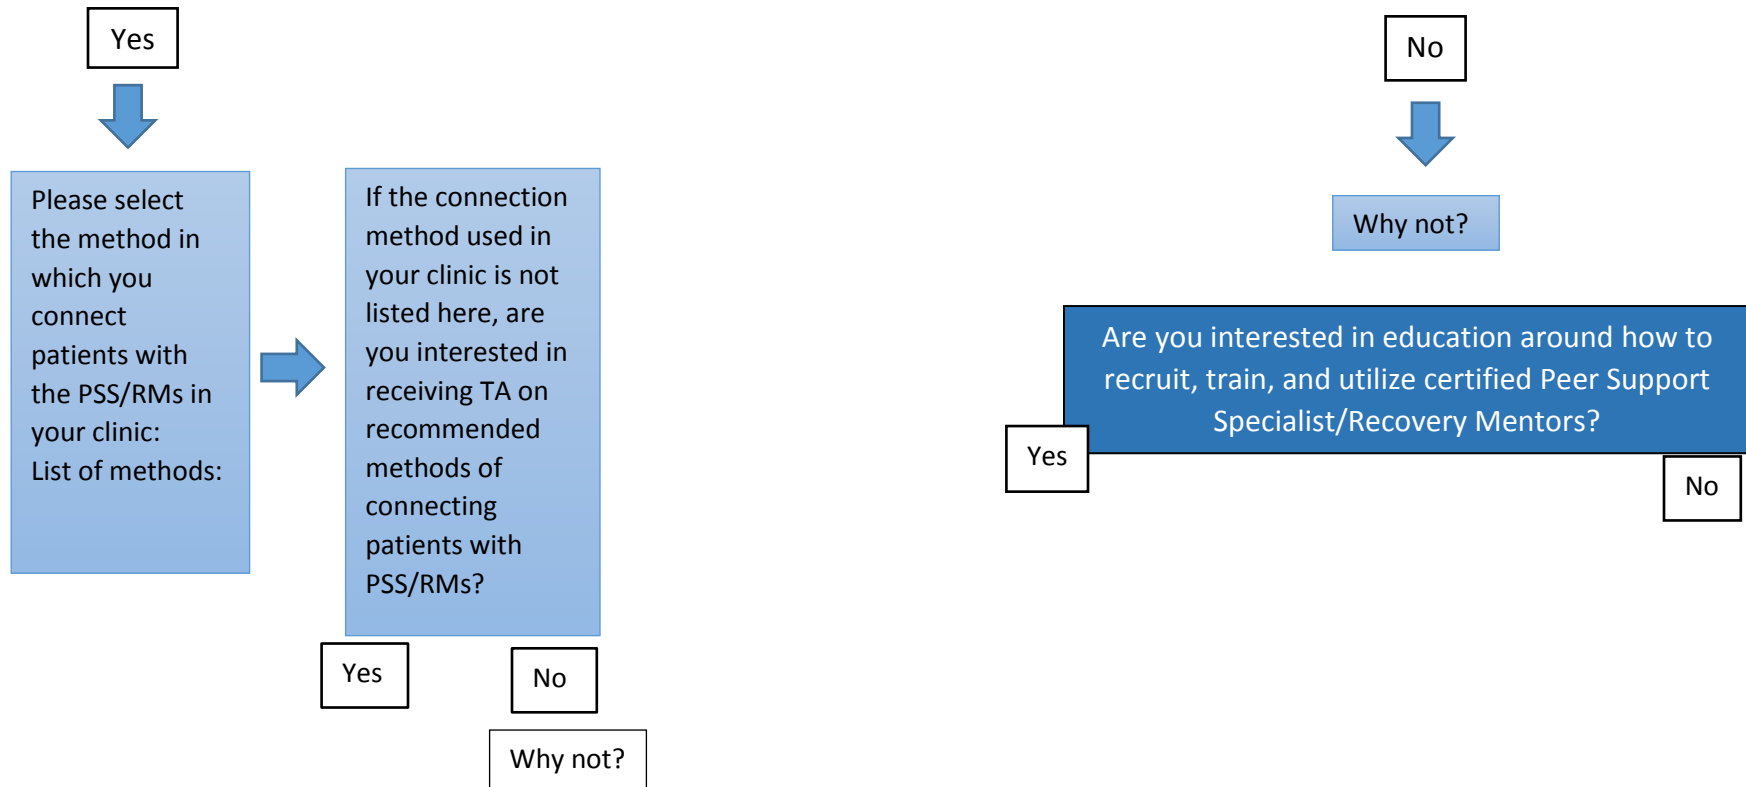 Yes
Please select
the method in
which you
connect
patients with
the PSS/RMs in
your clinic:
List of methods:
If the connection
method used in
your clinic is not
listed here, are
you interested in
receiving TA on
recommended
methods of
connecting
patients with
PSS/RMs?
Yes
No
Why not?
No
Why not?
Are you interested in education around how to
recruit, train, and utilize certified Peer Support
Specialist/Recovery Mentors?
Yes
No